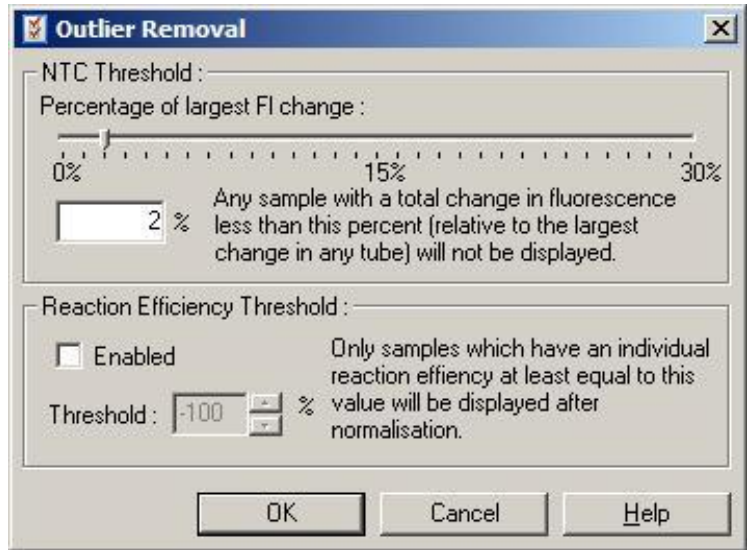 Outlier Removal
NTC Threshold :
Percentage of largest Fl change :
0% 15% 30%
2 %
Any sample with a total change in fluorescence
less than this percent (relative to the largest
change in any tube) will not be displayed.
Reaction Efficiency Threshold :
Enabled
Threshold : -100 %
Only samples which have an individual
reaction effiency at least equal to this
value will be displayed after
normalisation.
OK Cancel Help